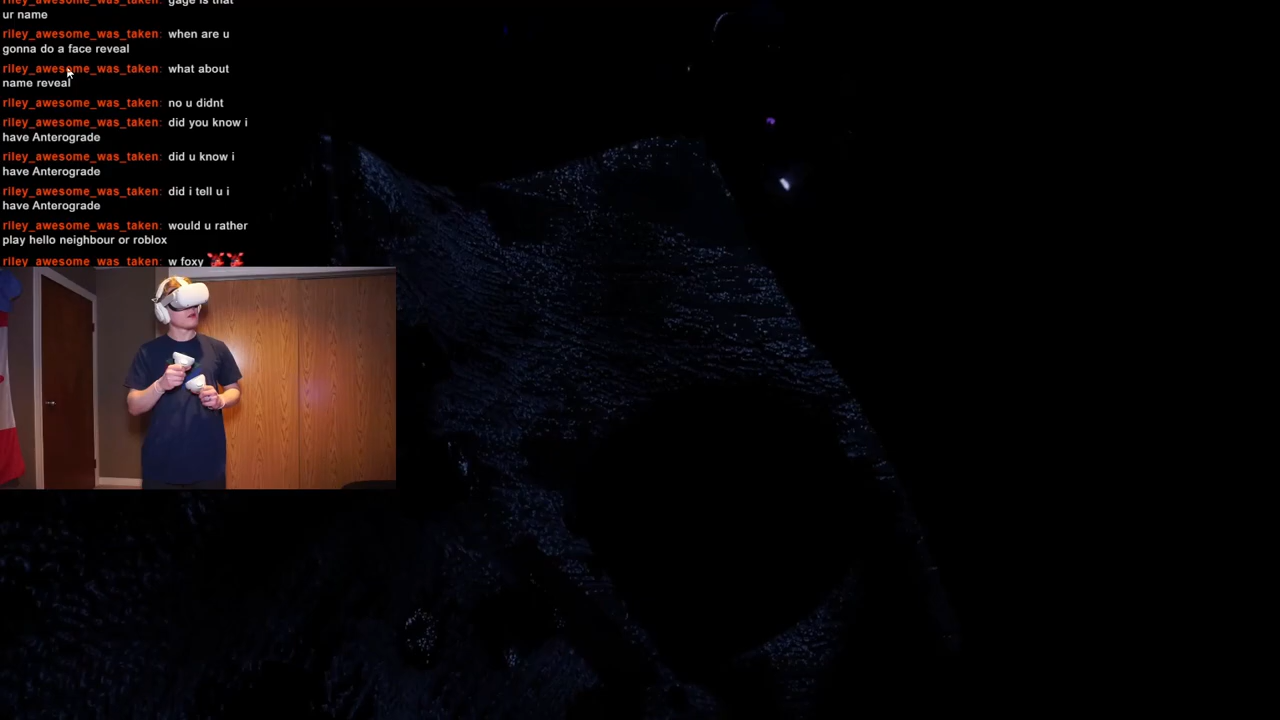 gage is that
ur name
riley_awesome_was_taken: when are u
gonna do a face reveal
riley_awesome_was_taken: what about
name reveal
riley_awesome_was_taken: no u didnt
riley_awesome_was_taken: did you know i
have Anterograde
riley_awesome_was_taken: did u know i
have Anterograde
riley_awesome_was_taken: did i tell u i
have Anterograde
riley_awesome_was_taken: would u rather
play hello neighbour or roblox
riley_awesome_was_taken: w foxy